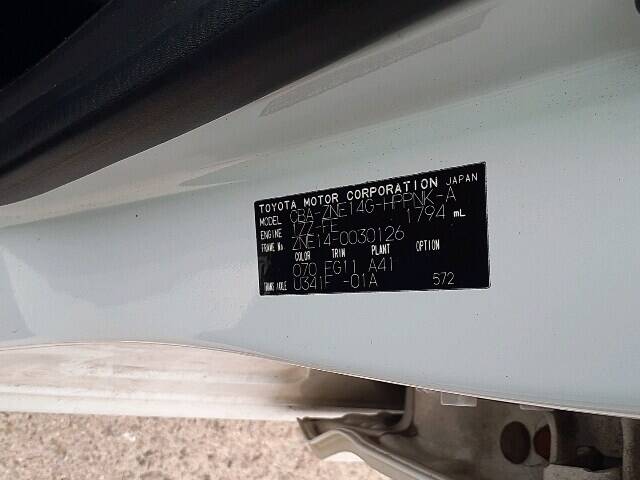 TOYOTA MOTOR CORPORATION JAPAN
MODEL CBA-ZNE14G-HPPNK-A
ENGINE 1ZZ-FE 1794 mL
FRAME No ZNE14-0030126
COLOR TRIM PLANT OPTION
070 FG11 A41
TRANS AXLE U341F -01A 572